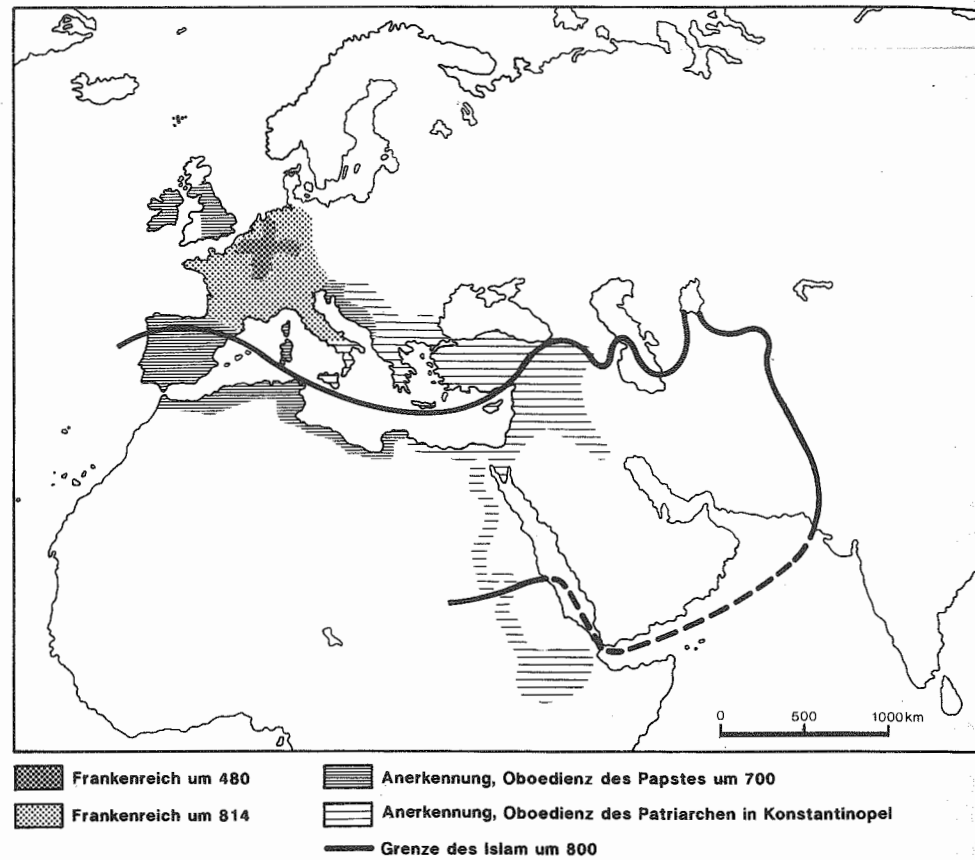 0 500 1000 km
Frankenreich um 480
Frankenreich um 814
Anerkennung, Oboedienz des Papstes um 700
Anerkennung, Oboedienz des Patriarchen in Konstantinopel
Grenze des Islam um 800